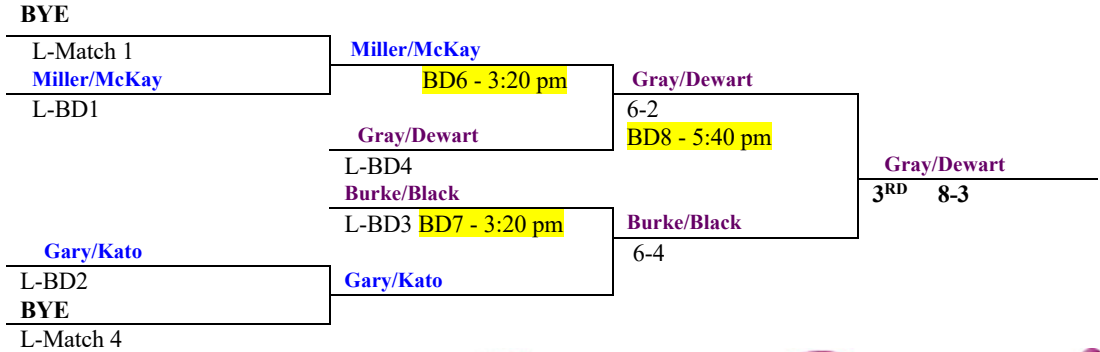 BYE
L-Match 1
Miller/McKay
Miller/McKay
BD6 - 3:20 pm
Gray/Dewart
L-BD1
6-2
Gray/Dewart
BD8 - 5:40 pm
L-BD4
Gray/Dewart
Burke/Black
3RD 8-3
L-BD3 BD7 - 3:20 pm
Burke/Black
Gary/Kato
6-4
L-BD2
Gary/Kato
BYE
L-Match 4